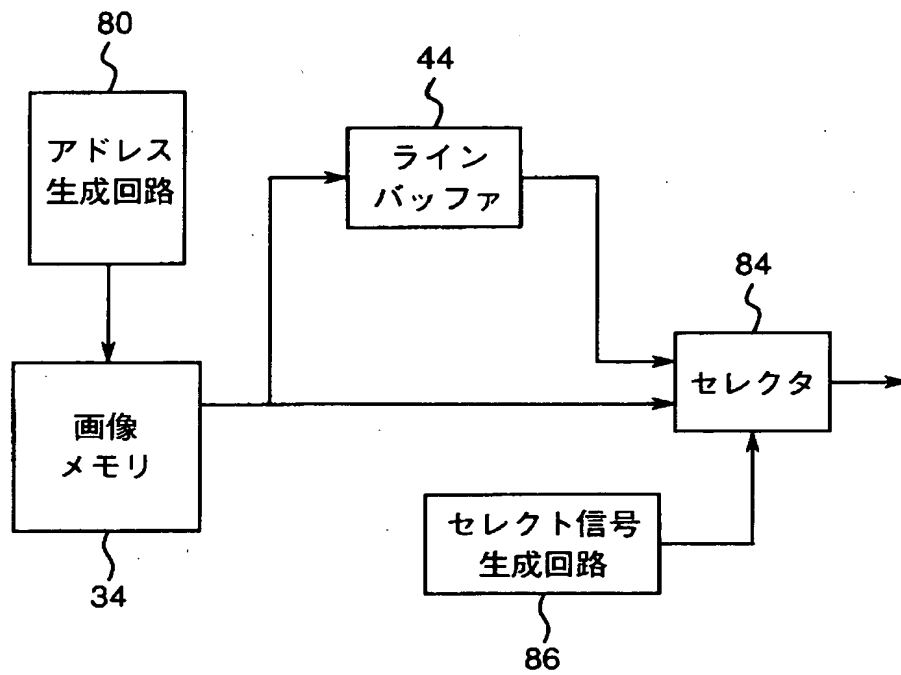 80
アドレス
生成回路
44
ライン
バッファ
84
セレクタ
画像
メモリ
34
セレクト信号
生成回路
86